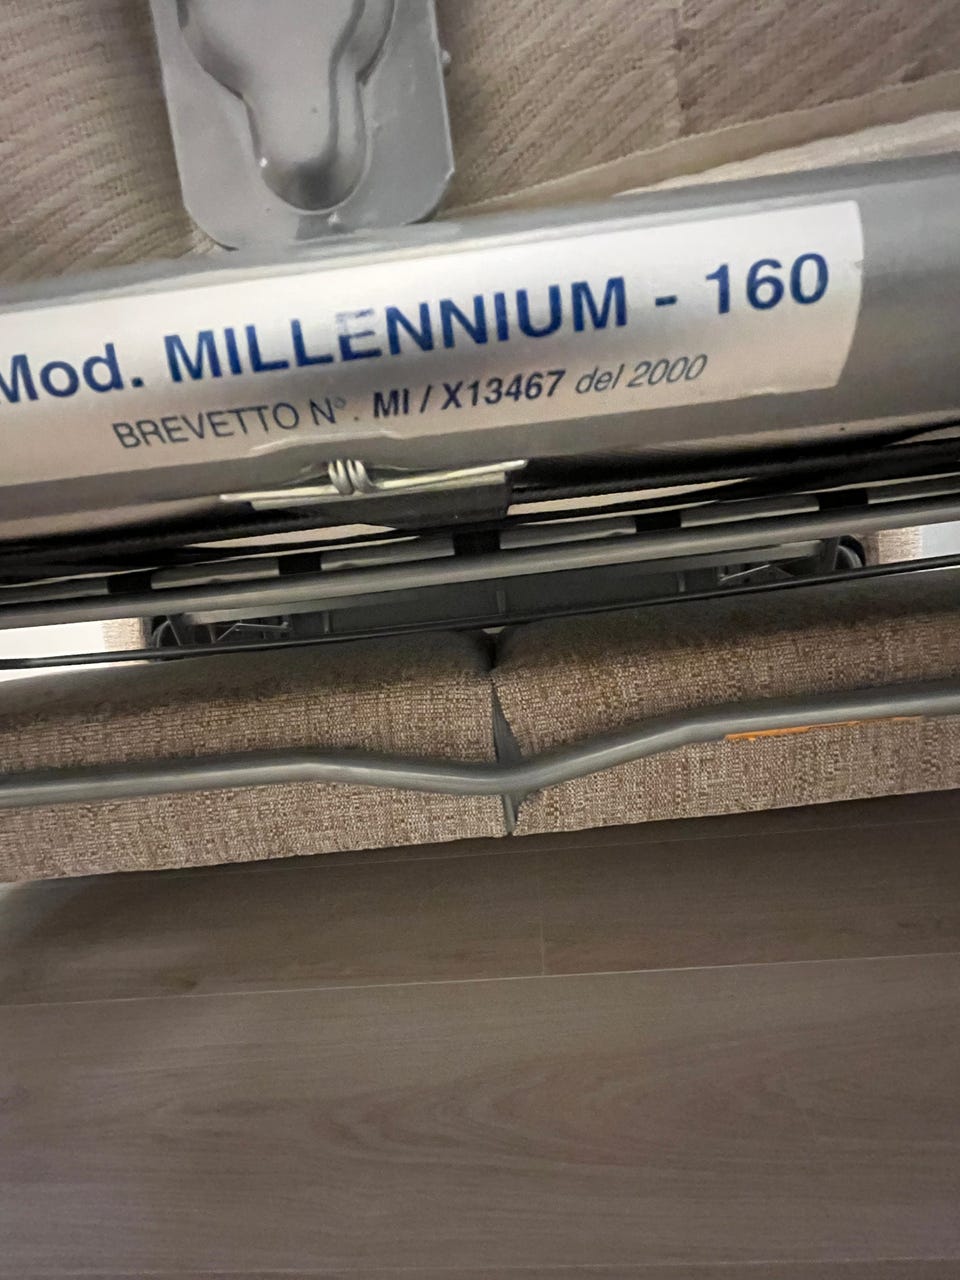 Mod. MILLENNIUM - 160
BREVETTO N°. MI / X13467 del 2000